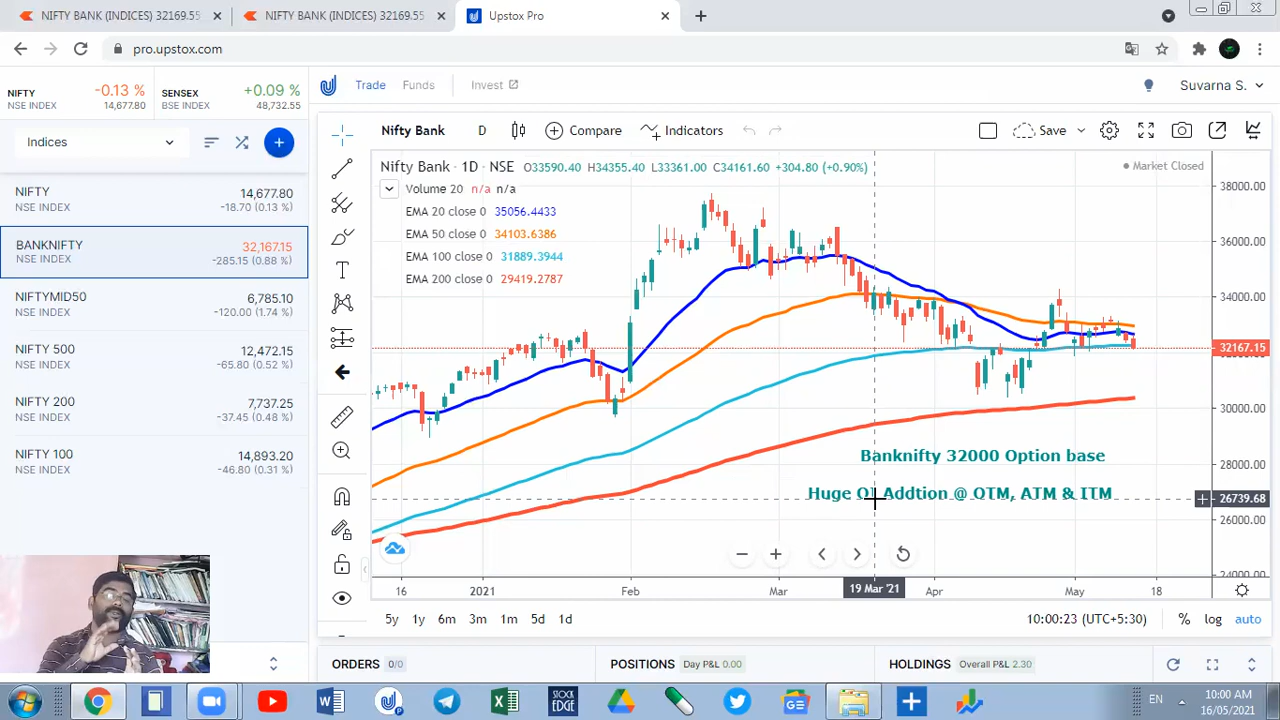 NIFTY BANK (INDICES) 32169.55
NIFTY BANK (INDICES) 32169.55
Upstox Pro
pro.upstox.com
NIFTY -0.13 %
NSE INDEX 14,677.80
SENSEX +0.09 %
BSE INDEX 48,732.55
Trade Funds Invest
Suvarna S.
Indices
NIFTY 14,677.80
NSE INDEX -18.70 (0.13 %)
BANKNIFTY 32,167.15
NSE INDEX -285.15 (0.88 %)
NIFTYMID50 6,785.10
NSE INDEX -120.00 (1.74 %)
NIFTY 500 12,472.15
NSE INDEX -65.80 (0.52 %)
NIFTY 200 7,737.25
NSE INDEX -37.45 (0.48 %)
NIFTY 100 14,893.20
NSE INDEX -46.80 (0.31 %)
Nifty Bank D Compare Indicators Save
Nifty Bank · 1D · NSE O33590.40 H34355.40 L33361.00 C34161.60 +304.80 (+0.90%)
Market Closed
Volume 20 n/a n/a
EMA 20 close 0 35056.4433
EMA 50 close 0 34103.6386
EMA 100 close 0 31889.3944
EMA 200 close 0 29419.2787
38000.00
36000.00
34000.00
32167.15
30000.00
28000.00
26739.68
26000.00
24000.00
Banknifty 32000 Option base
Huge OI Addtion @ OTM, ATM & ITM
16 2021 Feb Mar 19 Mar '21 Apr May 18
5y 1y 6m 3m 1m 5d 1d
10:00:23 (UTC+5:30) % log auto
ORDERS 0/0
POSITIONS Day P&L 0.00
HOLDINGS Overall P&L 2.30
STOCK
EDGE
EN
10:00 AM
16/05/2021